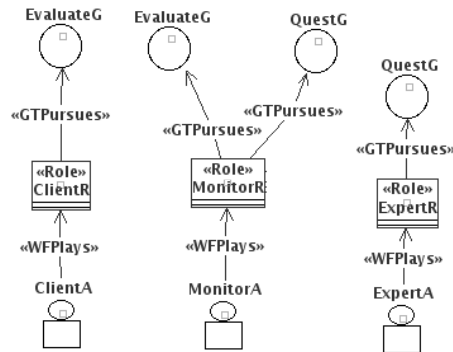 EvaluateG
«GTPursues»
«Role»
ClientR
«WFPlays»
ClientA
EvaluateG
QuestG
«GTPursues»
«GTPursues»
«Role»
MonitorR
«WFPlays»
MonitorA
QuestG
«GTPursues»
«Role»
ExpertR
«WFPlays»
ExpertA